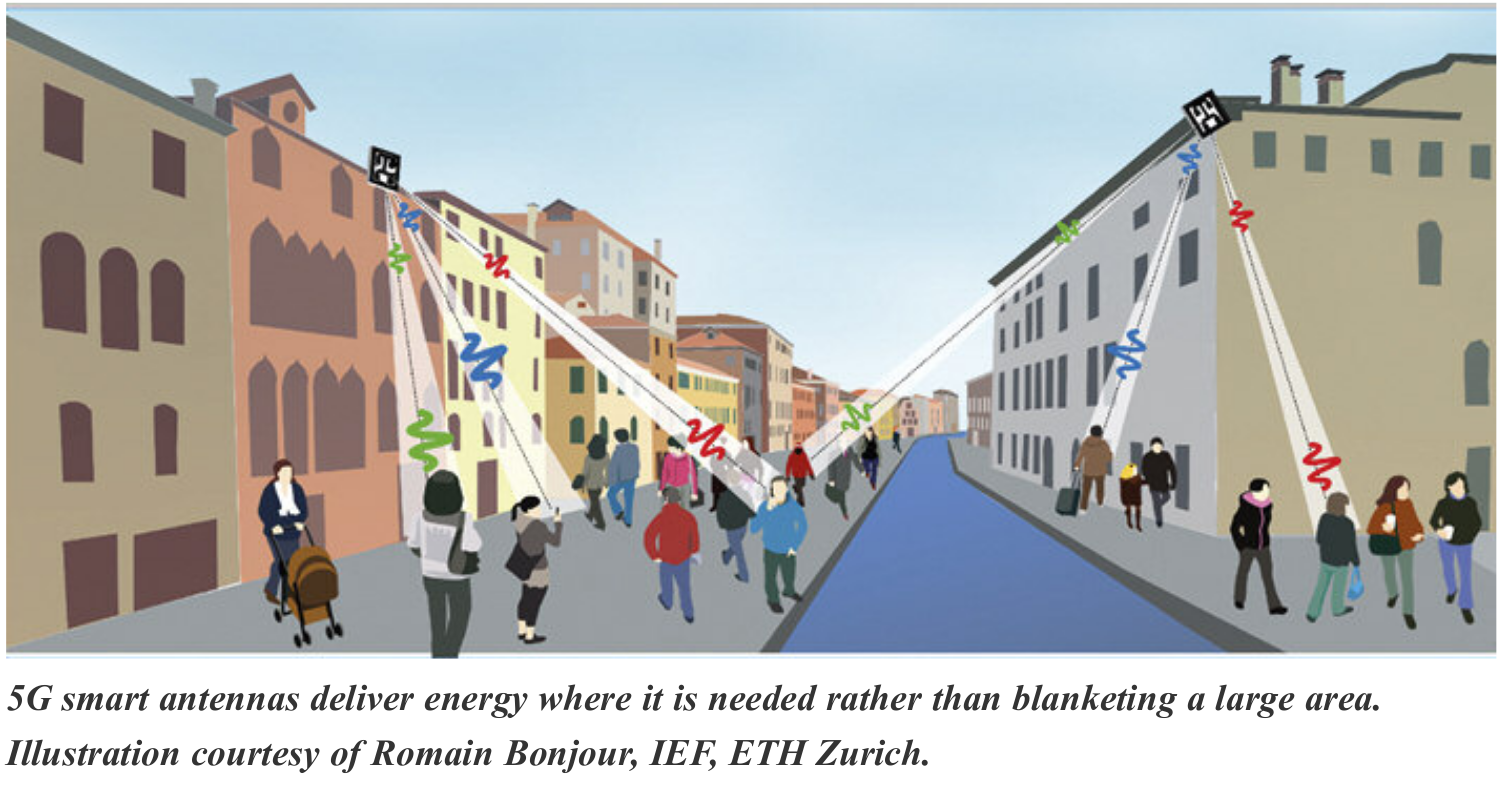 5G smart antennas deliver energy where it is needed rather than blanketing a large area.
Illustration courtesy of Romain Bonjour, IEF, ETH Zurich.